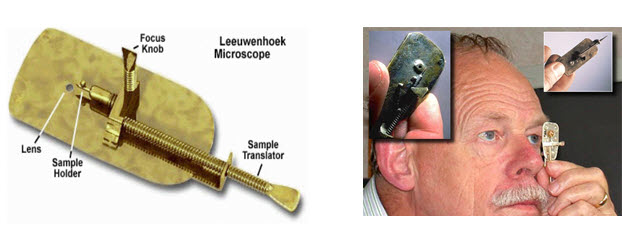 Focus
Knob
Leeuwenhoek
Microscope
Lens
Sample
Holder
Sample
Translator